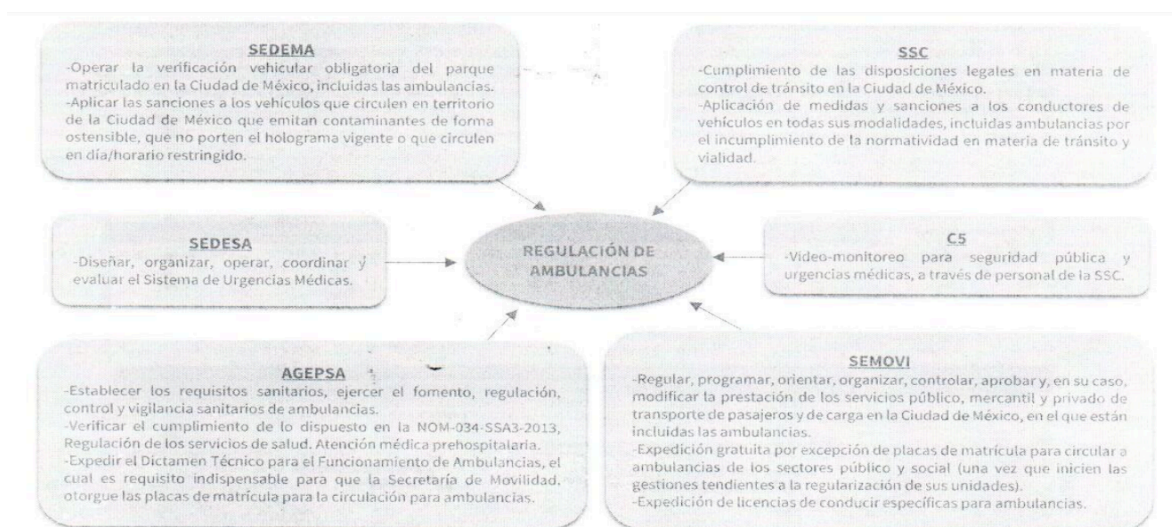 SEDEMA
-Operar la verificación vehicular obligatoria del parque
matriculado en la Ciudad de México, incluidas las ambulancias.
-Aplicar las sanciones a los vehículos que circulen en territorio
de la Ciudad de México que emitan contaminantes de forma
ostensible, que no porten el holograma vigente o que circulen
en día/horario restringido.
SSC
-Cumplimiento de las disposiciones legales en materia de
control de tránsito en la Ciudad de México.
-Aplicación de medidas y sanciones a los conductores de
vehículos en todas sus modalidades, incluidas ambulancias por
el incumplimiento de la normatividad en materia de tránsito y
vialidad.
SEDESA
-Diseñar, organizar, operar, coordinar y
evaluar el Sistema de Urgencias Médicas.
REGULACIÓN DE
AMBULANCIAS
C5
-Video-monitoreo para seguridad pública y
urgencias médicas, a través de personal de la SSC.
AGEPSA
-Establecer los requisitos sanitarios, ejercer el fomento, regulación,
control y vigilancia sanitarios de ambulancias.
-Verificar el cumplimiento de lo dispuesto en la NOM-034-SSA3-2013,
Regulación de los servicios de salud. Atención médica prehospitalaria.
-Expedir el Dictamen Técnico para el Funcionamiento de Ambulancias, el
cual es requisito indispensable para que la Secretaría de Movilidad,
otorgue las placas de matrícula para la circulación para ambulancias.
SEMOVI
-Regular, programar, orientar, organizar, controlar, aprobar y, en su caso,
modificar la prestación de los servicios público, mercantil y privado de
transporte de pasajeros y de carga en la Ciudad de México, en el que están
incluidas las ambulancias.
-Expedición gratuita por excepción de placas de matrícula para circular a
ambulancias de los sectores público y social (una vez que inicien las
gestiones tendientes a la regularización de sus unidades).
-Expedición de licencias de conducir específicas para ambulancias.